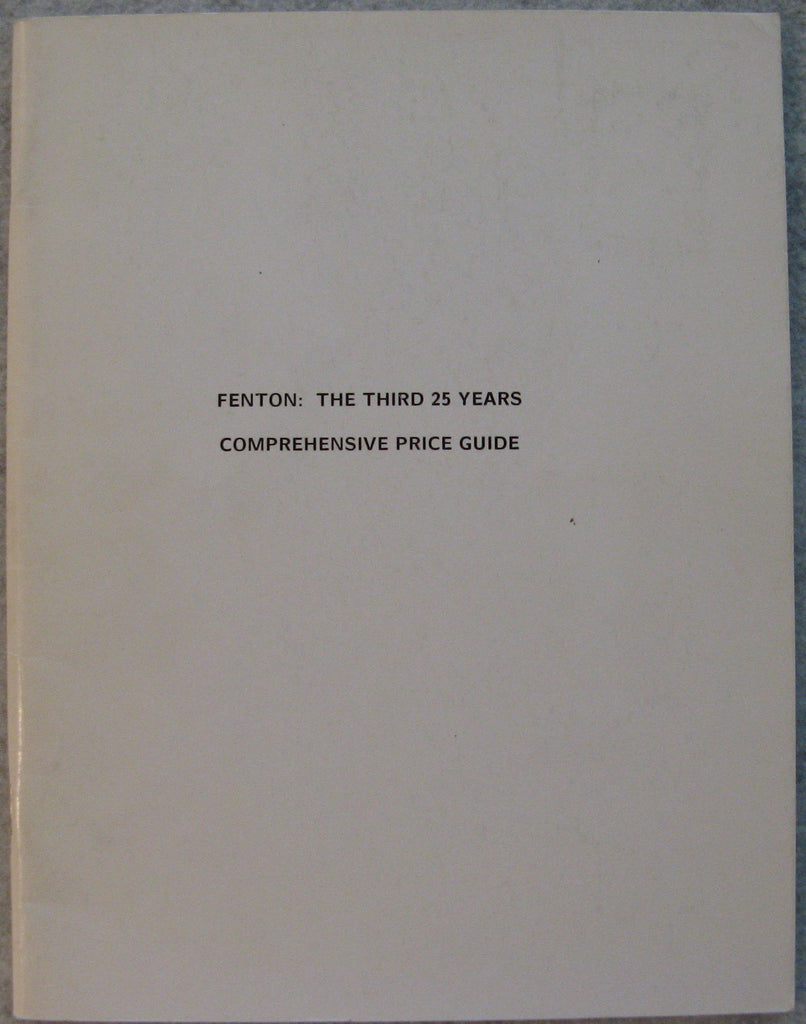 FENTON: THE THIRD 25 YEARS
COMPREHENSIVE PRICE GUIDE